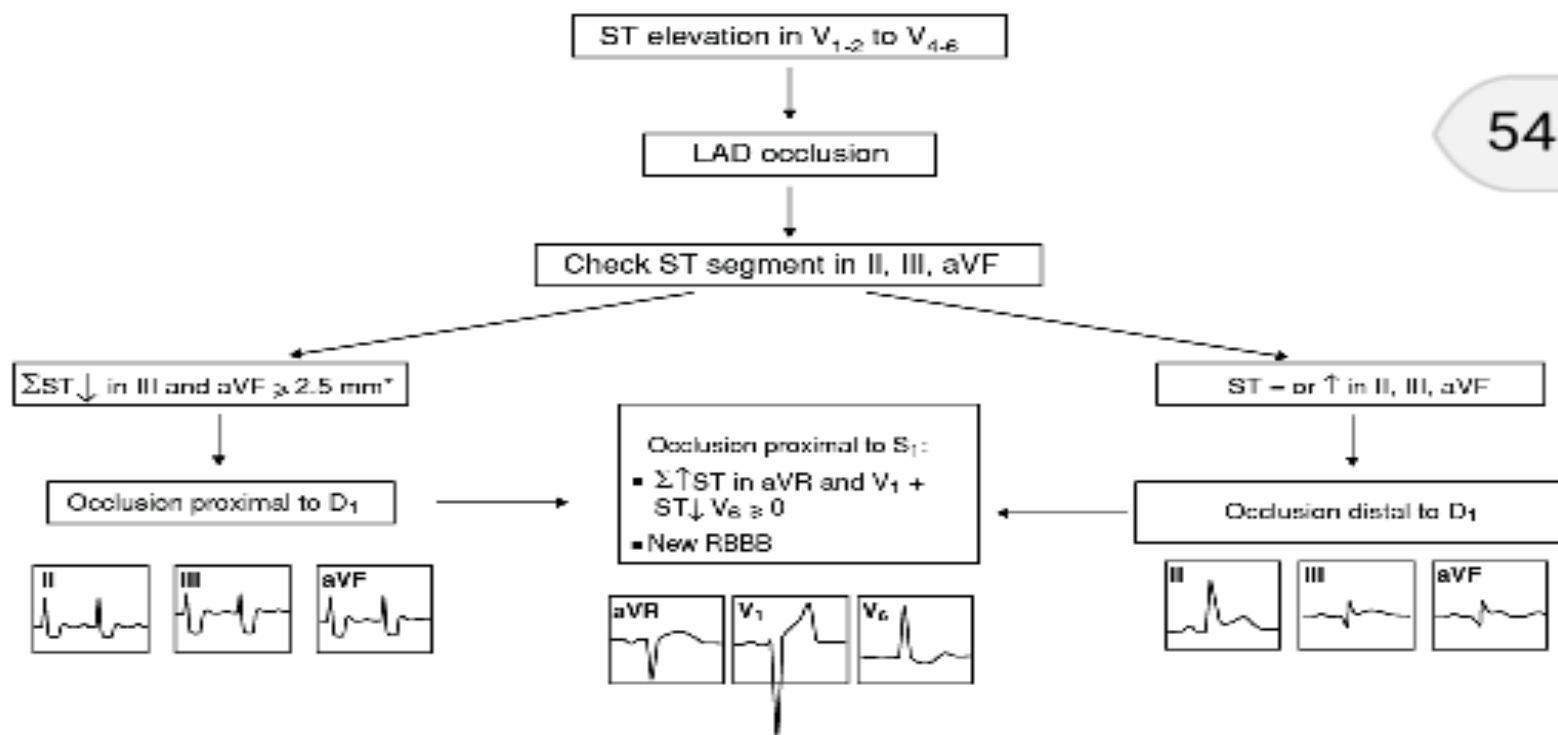 ST elevation in V₁₋₂ to V₄₋₆
54
LAD occlusion
Check ST segment in II, III, aVF
ΣST↓ in III and aVF ⩾ 2.5 mm*
ST = or ↑ in II, III, aVF
Occlusion proximal to S₁:
▪ Σ↑ST in aVR and V₁ +
ST↓ V₆ ⩾ 0
▪ New RBBB
Occlusion proximal to D₁
Occlusion distal to D₁
II III aVF
aVR V₁ V₆
II III aVF